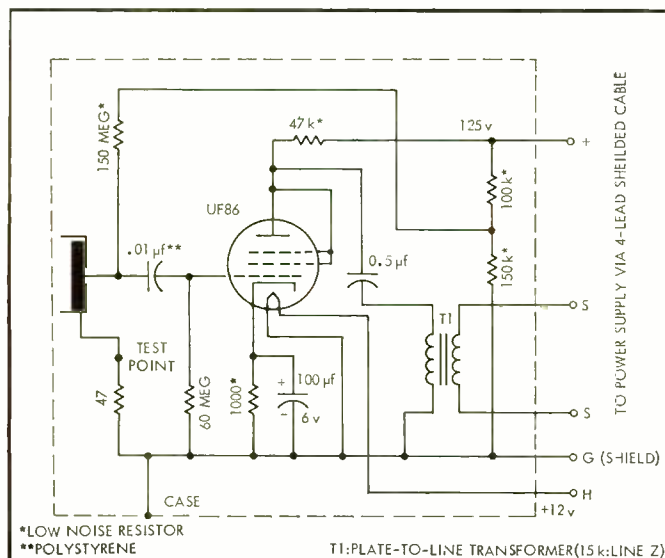 47 k*
125 v
+
150 MEG*
100 k*
UF86
.01 µf**
0.5 µf
150 k*
T1
S
TEST
POINT
47
60 MEG
1000*
+
100 µf
−
6 v
S
G (SHIELD)
CASE
H
+12 v
TO POWER SUPPLY VIA 4-LEAD SHEILDED CABLE
*LOW NOISE RESISTOR
**POLYSTYRENE
T1:PLATE-TO-LINE TRANSFORMER(15 k:LINE Z)